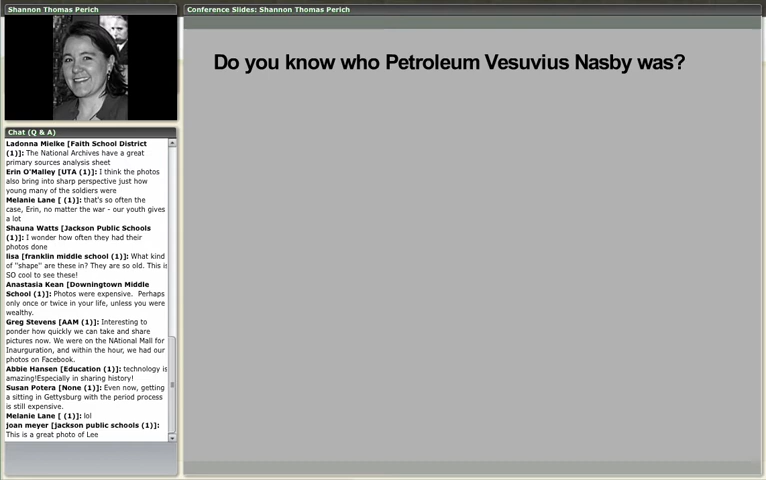 Shannon Thomas Perich
Conference Slides: Shannon Thomas Perich
Do you know who Petroleum Vesuvius Nasby was?
Chat (Q & A)
Ladonna Mielke [Faith School District
(1)]: The National Archives have a great
primary sources analysis sheet
Erin O'Malley [UTA (1)]: I think the photos
also bring into sharp perspective just how
young many of the soldiers were
Melanie Lane [ (1)]: that's so often the
case, Erin, no matter the war - our youth gives
a lot
Shauna Watts [Jackson Public Schools
(1)]: I wonder how often they had their
photos done
lisa [franklin middle school (1)]: What kind
of "shape" are these in? They are so old. This is
SO cool to see these!
Anastasia Kean [Downingtown Middle
School (1)]: Photos were expensive. Perhaps
only once or twice in your life, unless you were
wealthy.
Greg Stevens [AAM (1)]: Interesting to
ponder how quickly we can take and share
pictures now. We were on the NAtional Mall for
Inaurguration, and within the hour, we had our
photos on Facebook.
Abbie Hansen [Education (1)]: technology is
amazing!Especially in sharing history!
Susan Potera [None (1)]: Even now, getting
a sitting in Gettysburg with the period process
is still expensive.
Melanie Lane [ (1)]: lol
joan meyer [jackson public schools (1)]:
This is a great photo of Lee